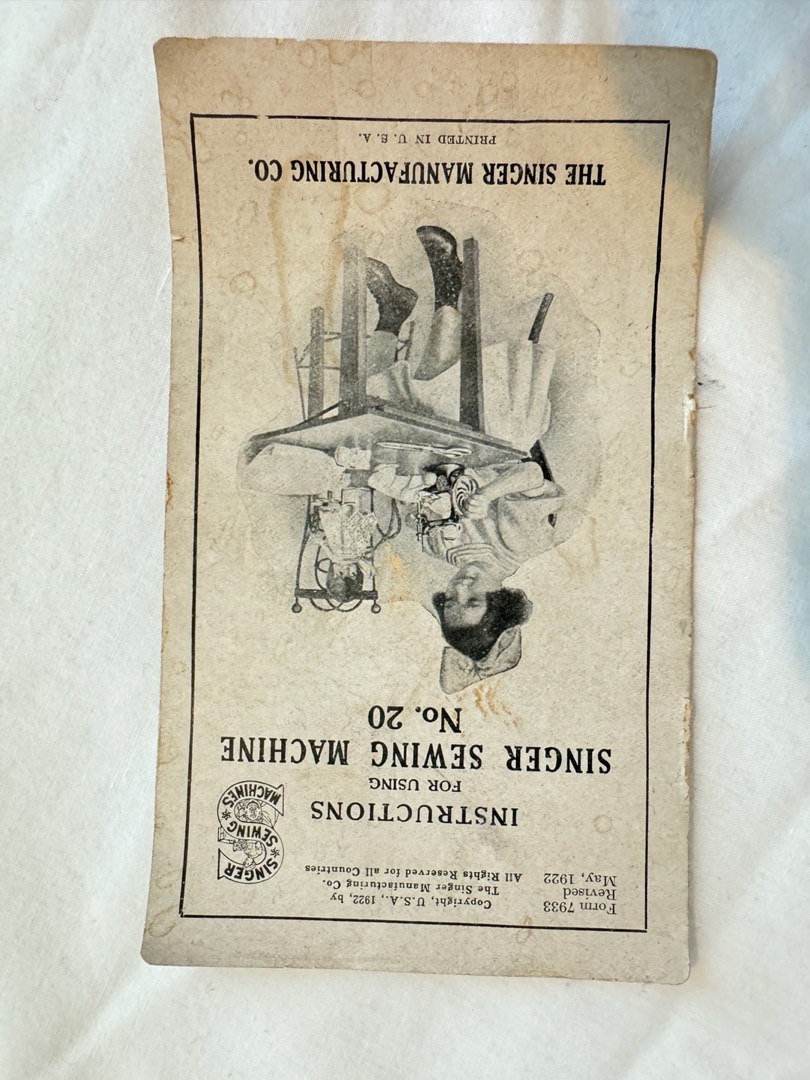 Form 7933
Revised
May, 1922
Copyright, U.S.A., 1922, by
The Singer Manufacturing Co.
All Rights Reserved for all Countries
SINGER
SEWING
MACHINES
INSTRUCTIONS
FOR USING
SINGER SEWING MACHINE
No. 20
THE SINGER MANUFACTURING CO.
PRINTED IN U. S. A.